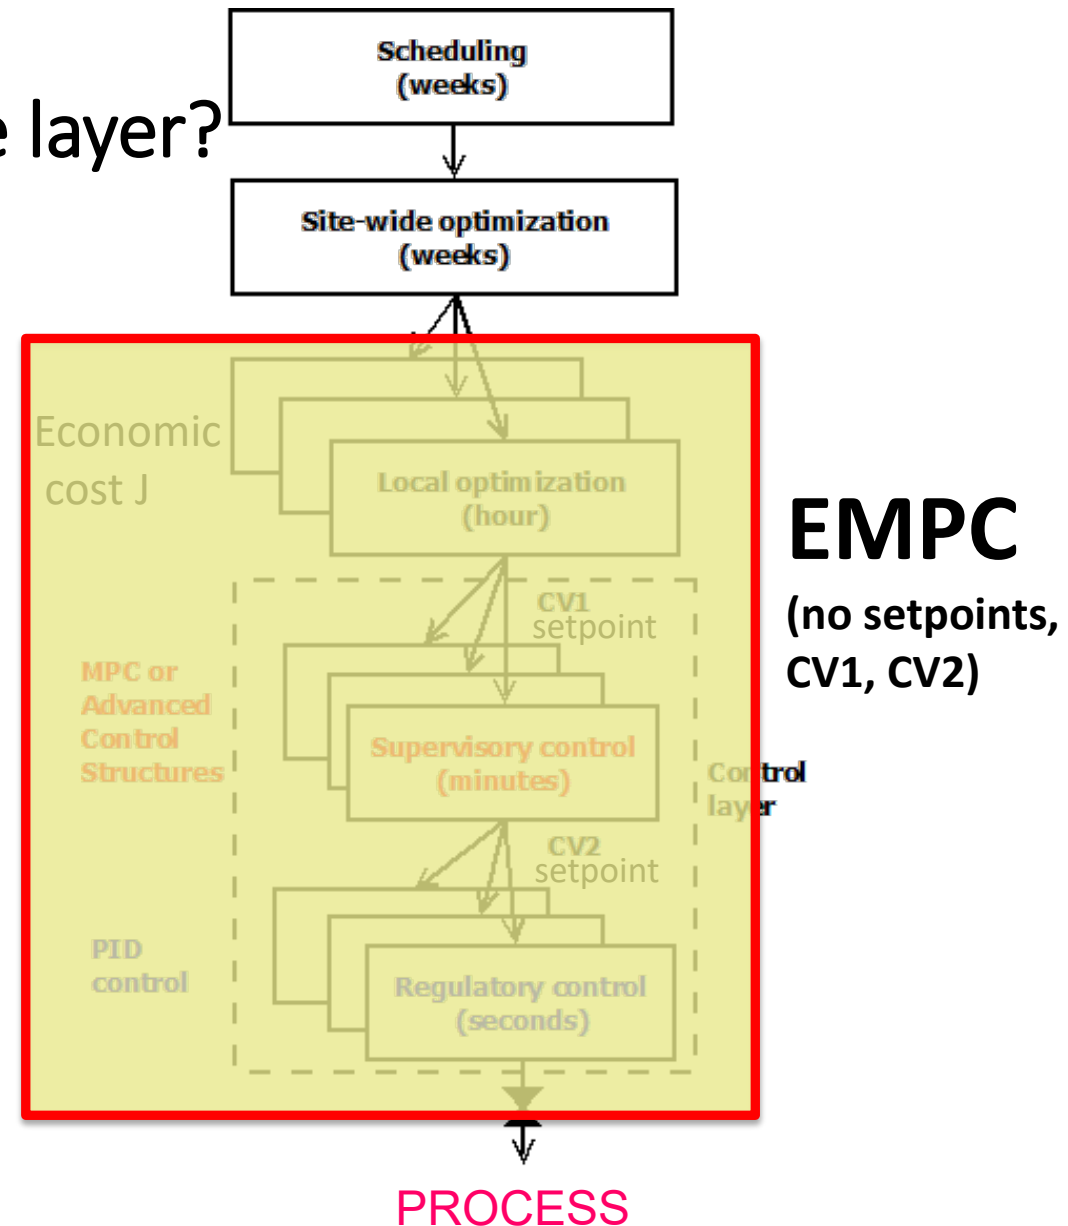 Scheduling
(weeks)
e layer?
Site-wide optimization
(weeks)
Economic
cost J
Local optimization
(hour)
EMPC
(no setpoints,
CV1, CV2)
CV1
setpoint
MPC or
Advanced
Control
Structures
Supervisory control
(minutes)
Control
layer
CV2
setpoint
PID
control
Regulatory control
(seconds)
PROCESS